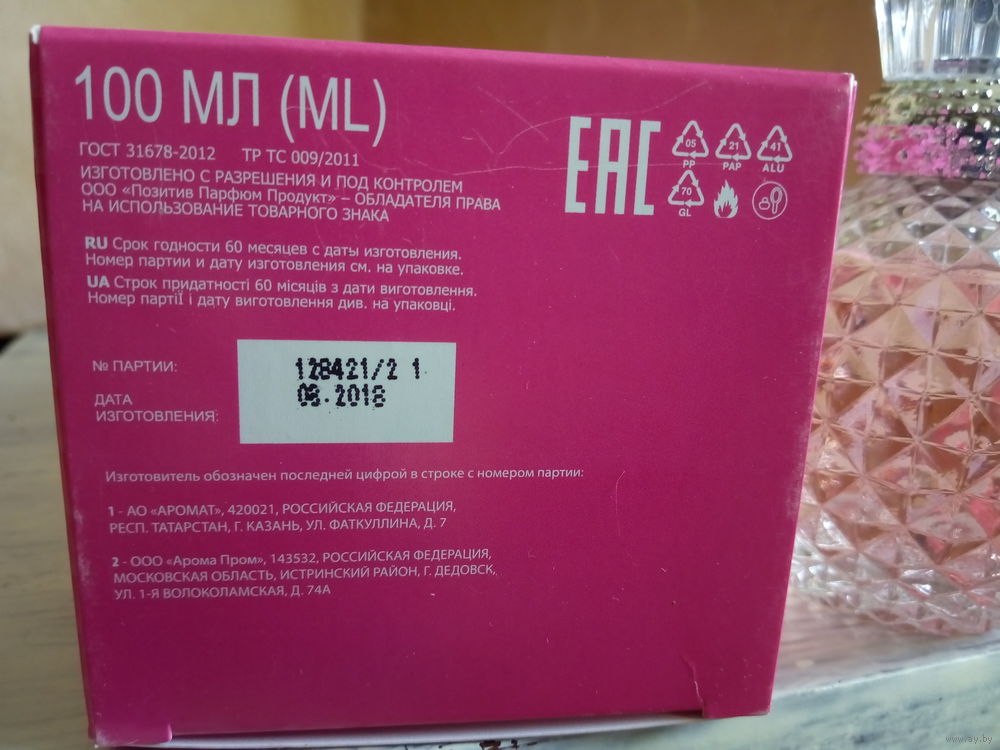 100 МЛ (ML)
ГОСТ 31678-2012 ТР ТС 009/2011
ИЗГОТОВЛЕНО С РАЗРЕШЕНИЯ И ПОД КОНТРОЛЕМ
ООО «Позитив Парфюм Продукт» – ОБЛАДАТЕЛЯ ПРАВА
НА ИСПОЛЬЗОВАНИЕ ТОВАРНОГО ЗНАКА
EAC
05
PP
21
PAP
41
ALU
70
GL
RU Срок годности 60 месяцев с даты изготовления.
Номер партии и дату изготовления см. на упаковке.
UA Строк придатності 60 місяців з дати виготовлення.
Номер партії і дату виготовлення див. на упаковці.
№ ПАРТИИ:
128421/2 1
ДАТА
ИЗГОТОВЛЕНИЯ:
08.2018
Изготовитель обозначен последней цифрой в строке с номером партии:
1 - АО «АРОМАТ», 420021, РОССИЙСКАЯ ФЕДЕРАЦИЯ,
РЕСП. ТАТАРСТАН, Г. КАЗАНЬ, УЛ. ФАТКУЛЛИНА, Д. 7
2 - ООО «Арома Пром», 143532, РОССИЙСКАЯ ФЕДЕРАЦИЯ,
МОСКОВСКАЯ ОБЛАСТЬ, ИСТРИНСКИЙ РАЙОН, Г. ДЕДОВСК,
УЛ. 1-Я ВОЛОКОЛАМСКАЯ, Д. 74А
www.ay.by